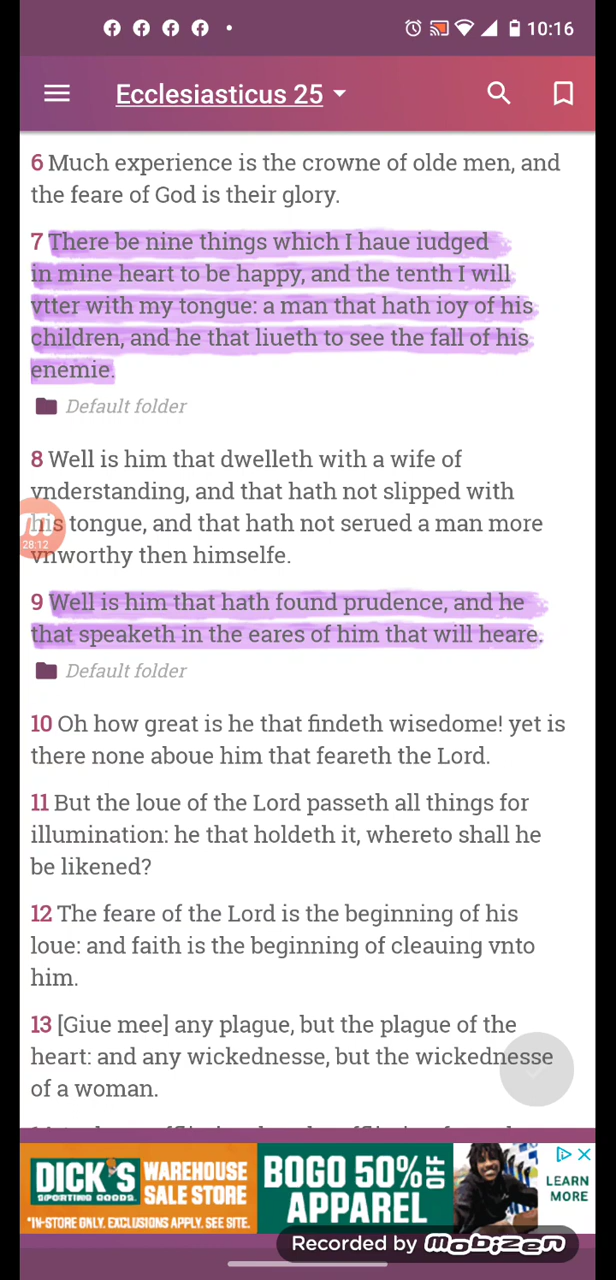 10:16
Ecclesiasticus 25
6 Much experience is the crowne of olde men, and
the feare of God is their glory.
7 There be nine things which I haue iudged
in mine heart to be happy, and the tenth I will
vtter with my tongue: a man that hath ioy of his
children, and he that liueth to see the fall of his
enemie.
Default folder
8 Well is him that dwelleth with a wife of
vnderstanding, and that hath not slipped with
his tongue, and that hath not serued a man more
28:12
vnworthy then himselfe.
9 Well is him that hath found prudence, and he
that speaketh in the eares of him that will heare.
Default folder
10 Oh how great is he that findeth wisedome! yet is
there none aboue him that feareth the Lord.
11 But the loue of the Lord passeth all things for
illumination: he that holdeth it, whereto shall he
be likened?
12 The feare of the Lord is the beginning of his
loue: and faith is the beginning of cleauing vnto
him.
13 [Giue mee] any plague, but the plague of the
heart: and any wickednesse, but the wickednesse
of a woman.
DICK'S
SPORTING GOODS.
WAREHOUSE
SALE STORE
*IN-STORE ONLY. EXCLUSIONS APPLY. SEE SITE.
BOGO 50% OFF
APPAREL
LEARN
MORE
Recorded by mobizen